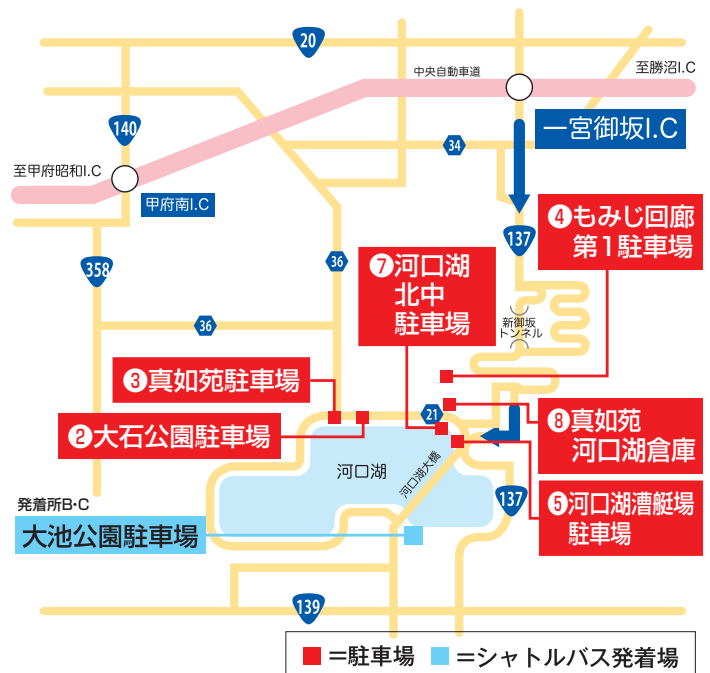 20
中央自動車道
至勝沼I.C
一宮御坂I.C
140
34
至甲府昭和I.C
甲府南I.C
❹もみじ回廊
第1駐車場
137
358
36
❼河口湖
北中
駐車場
36
新御坂
トンネル
❸真如苑駐車場
21
❷大石公園駐車場
❽真如苑
河口湖倉庫
河口湖
河口湖大橋
137
❺河口湖漕艇場
駐車場
発着所B・C
大池公園駐車場
139
=駐車場
=シャトルバス発着場